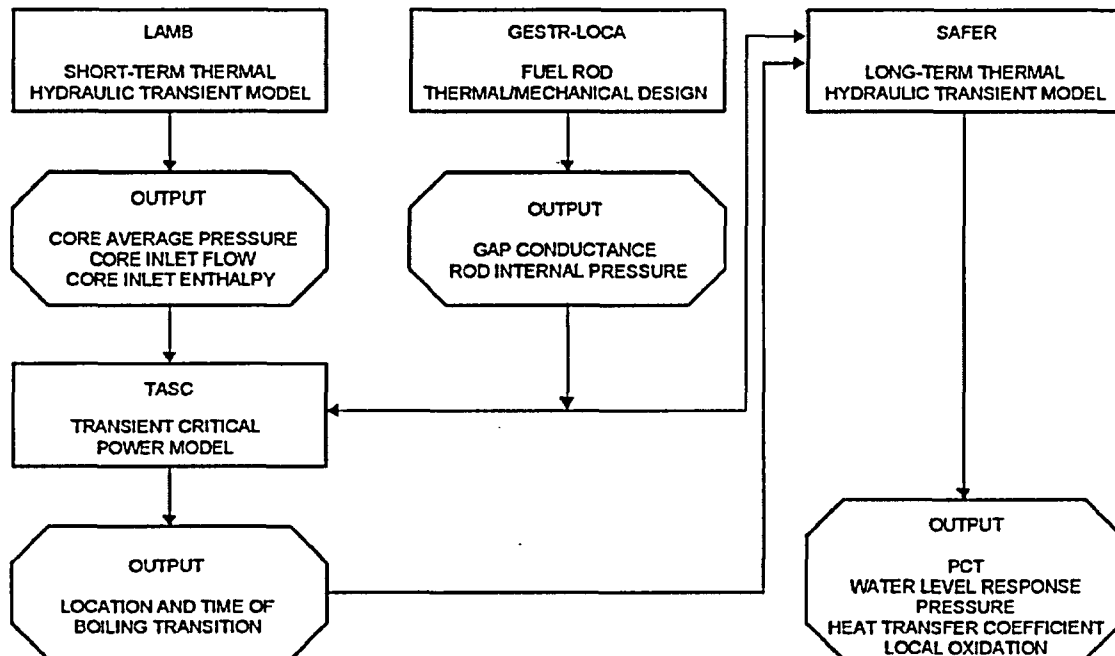 LAMB
SHORT-TERM THERMAL
HYDRAULIC TRANSIENT MODEL
GESTR-LOCA
FUEL ROD
THERMAL/MECHANICAL DESIGN
SAFER
LONG-TERM THERMAL
HYDRAULIC TRANSIENT MODEL
OUTPUT
CORE AVERAGE PRESSURE
CORE INLET FLOW
CORE INLET ENTHALPY
OUTPUT
GAP CONDUCTANCE
ROD INTERNAL PRESSURE
TASC
TRANSIENT CRITICAL
POWER MODEL
OUTPUT
LOCATION AND TIME OF
BOILING TRANSITION
OUTPUT
PCT
WATER LEVEL RESPONSE
PRESSURE
HEAT TRANSFER COEFFICIENT
LOCAL OXIDATION